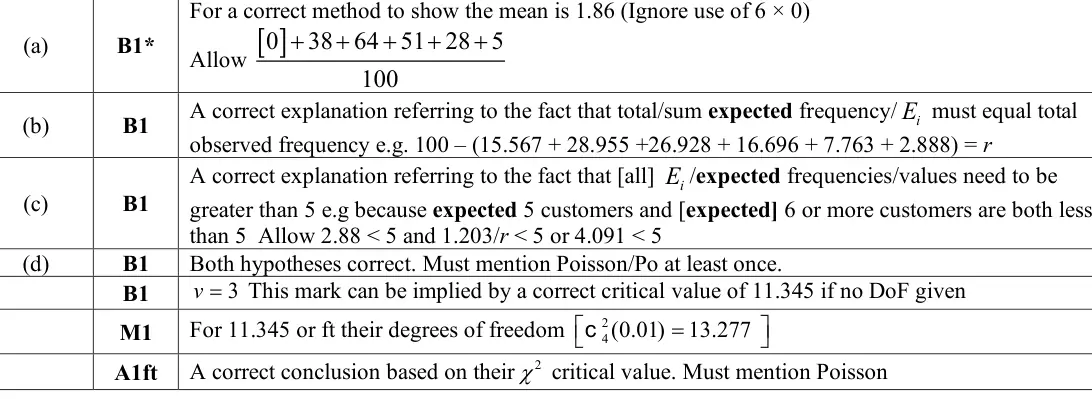 For a correct method to show the mean is 1.86 (Ignore use of 6 × 0)
(a) B1* Allow [0] + 38 + 64 + 51 + 28 + 5
100
(b) B1 A correct explanation referring to the fact that total/sum expected frequency/ Eᵢ must equal total
observed frequency e.g. 100 – (15.567 + 28.955 +26.928 + 16.696 + 7.763 + 2.888) = r
A correct explanation referring to the fact that [all] Eᵢ /expected frequencies/values need to be
(c) B1 greater than 5 e.g because expected 5 customers and [expected] 6 or more customers are both less
than 5 Allow 2.88 < 5 and 1.203/r < 5 or 4.091 < 5
(d) B1 Both hypotheses correct. Must mention Poisson/Po at least once.
B1 ν = 3 This mark can be implied by a correct critical value of 11.345 if no DoF given
M1 For 11.345 or ft their degrees of freedom [c²₄(0.01) = 13.277 ]
A1ft A correct conclusion based on their χ² critical value. Must mention Poisson